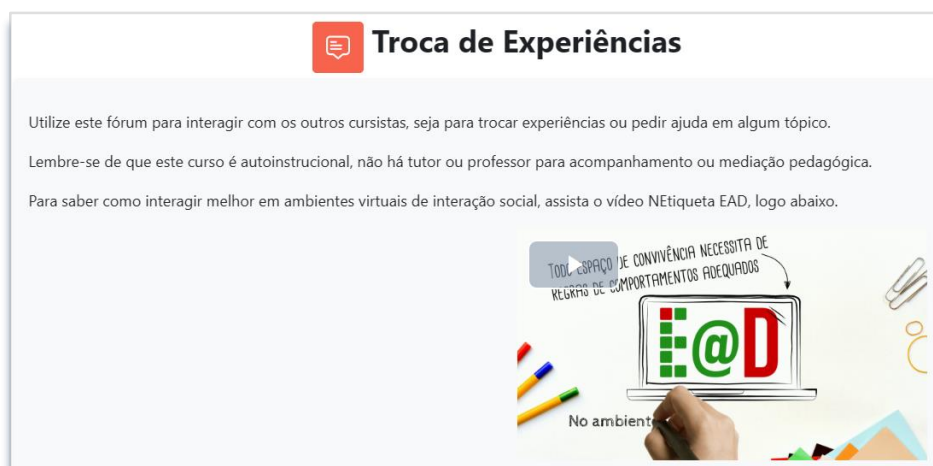 Troca de Experiências
Utilize este fórum para interagir com os outros cursistas, seja para trocar experiências ou pedir ajuda em algum tópico.
Lembre-se de que este curso é autoinstrucional, não há tutor ou professor para acompanhamento ou mediação pedagógica.
Para saber como interagir melhor em ambientes virtuais de interação social, assista o vídeo NEtiqueta EAD, logo abaixo.
TODO ESPAÇO DE CONVIVÊNCIA NECESSITA DE
REGRAS DE COMPORTAMENTOS ADEQUADOS
E@D
No ambiente